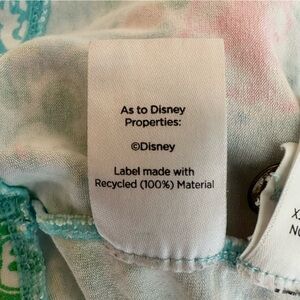 As to Disney
Properties:
©Disney
Label made with
Recycled (100%) Material